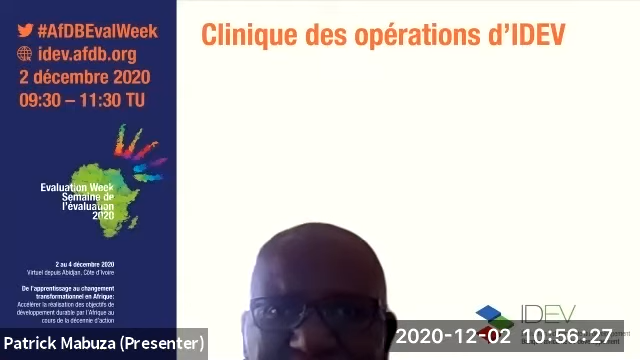 #AfDBEvalWeek
idev.afdb.org
2 décembre 2020
09:30 – 11:30 TU
Clinique des opérations d’IDEV
Evaluation Week
Semaine de
l'évaluation
2020
2 au 4 décembre 2020
Virtuel depuis Abidjan, Côte d'Ivoire
De l'apprentissage au changement
transformationnel en Afrique:
Accélérer la réalisation des objectifs de
développement durable par l'Afrique au
cours de la décennie d'action
IDEV
Patrick Mabuza (Presenter)
2020-12-02 10:56:27